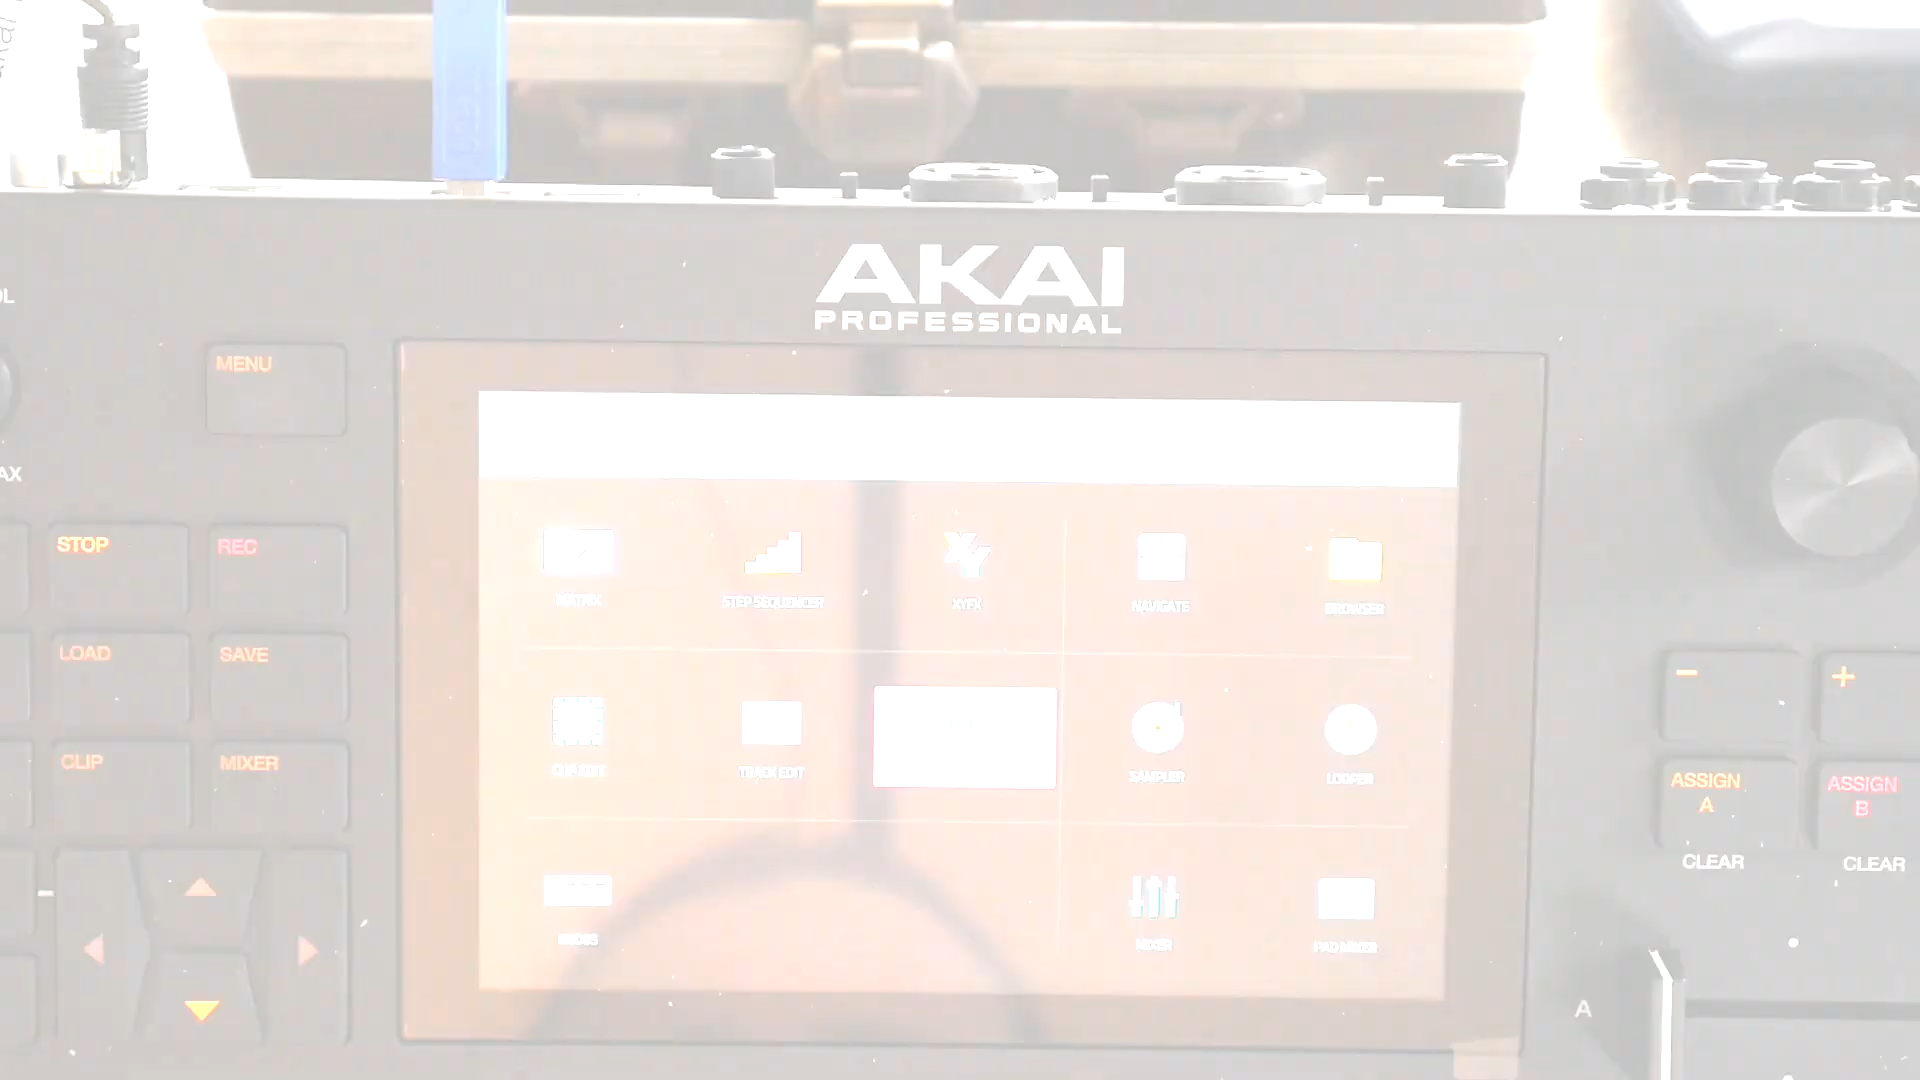 AKAI
PROFESSIONAL
MENU
STOP
REC
LOAD
SAVE
CLIP
MIXER
MATRIX
STEP SEQUENCER
XYFX
NAVIGATE
BROWSER
CLIP EDIT
TRACK EDIT
SAMPLER
LOOPER
MIXER
PAD MIXER
−
+
ASSIGN
A
ASSIGN
B
CLEAR
CLEAR
A